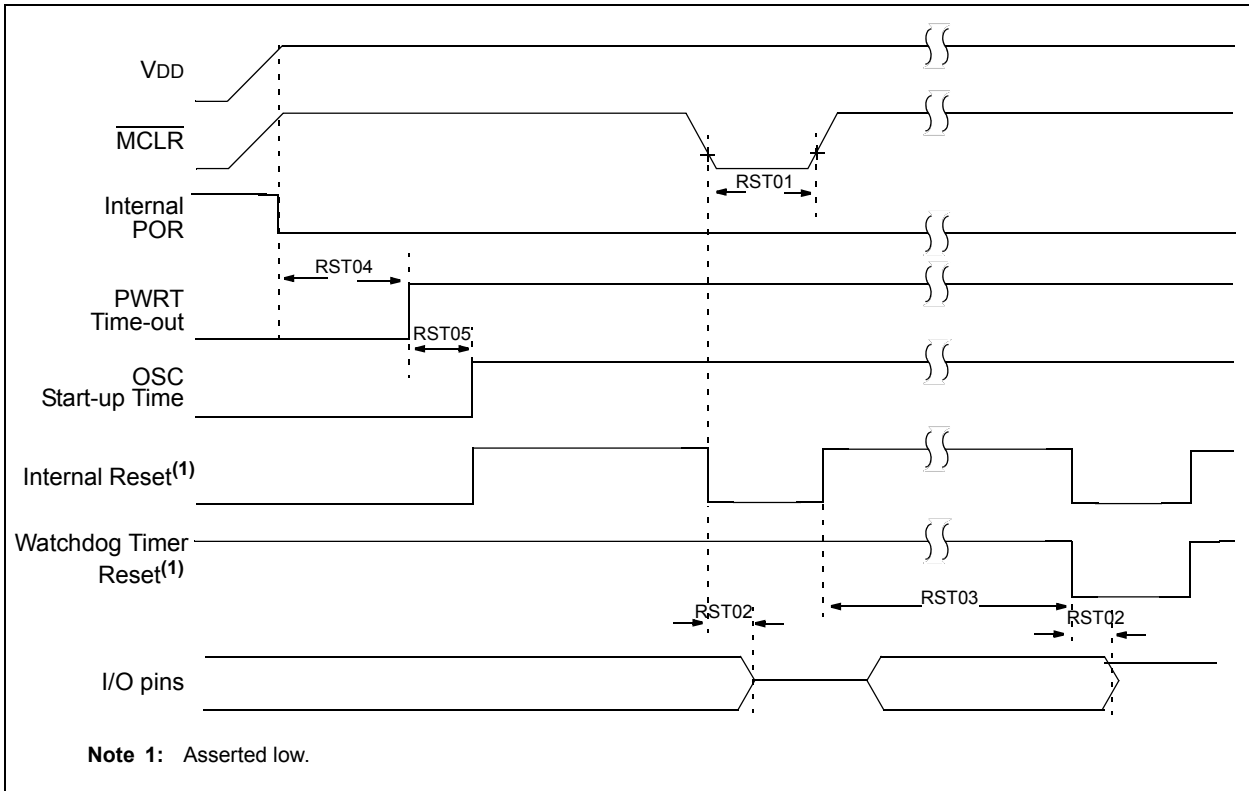 VDD
MCLR
RST01
Internal
POR
RST04
PWRT
Time-out
RST05
OSC
Start-up Time
Internal Reset(1)
Watchdog Timer
Reset(1)
RST03
RST02
RST02
I/O pins
Note 1: Asserted low.